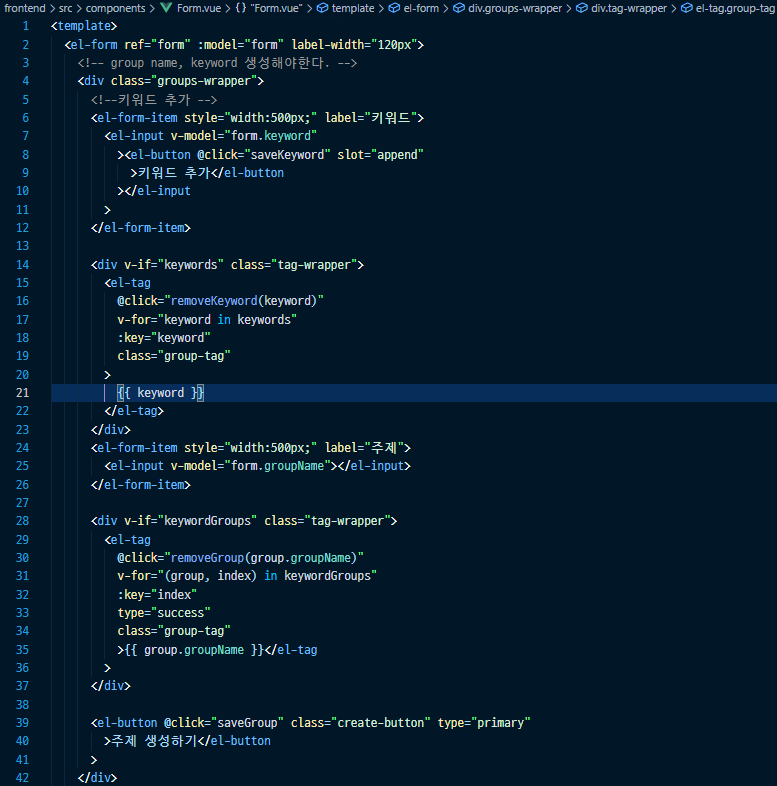 frontend > src > components > Form.vue > {} "Form.vue" > template > el-form > div.groups-wrapper > div.tag-wrapper > el-tag.group-tag
1 <template>
2 <el-form ref="form" :model="form" label-width="120px">
3 <!-- group name, keyword 생성해야한다. -->
4 <div class="groups-wrapper">
5 <!--키워드 추가 -->
6 <el-form-item style="width:500px;" label="키워드">
7 <el-input v-model="form.keyword"
8 ><el-button @click="saveKeyword" slot="append"
9 >키워드 추가</el-button
10 ></el-input
11 >
12 </el-form-item>
13
14 <div v-if="keywords" class="tag-wrapper">
15 <el-tag
16 @click="removeKeyword(keyword)"
17 v-for="keyword in keywords"
18 :key="keyword"
19 class="group-tag"
20 >
21 {{ keyword }}
22 </el-tag>
23 </div>
24 <el-form-item style="width:500px;" label="주제">
25 <el-input v-model="form.groupName"></el-input>
26 </el-form-item>
27
28 <div v-if="keywordGroups" class="tag-wrapper">
29 <el-tag
30 @click="removeGroup(group.groupName)"
31 v-for="(group, index) in keywordGroups"
32 :key="index"
33 type="success"
34 class="group-tag"
35 >{{ group.groupName }}</el-tag
36 >
37 </div>
38
39 <el-button @click="saveGroup" class="create-button" type="primary"
40 >주제 생성하기</el-button
41 >
42 </div>